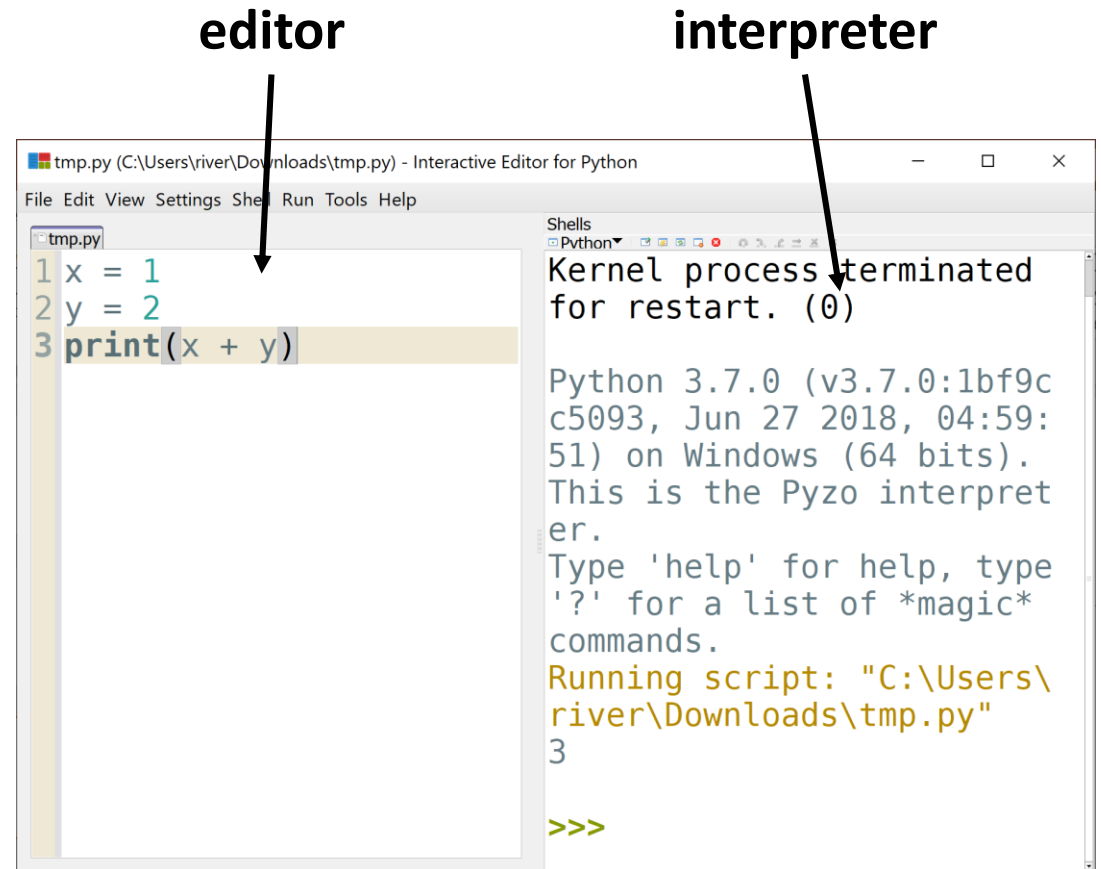 editor
interpreter
tmp.py (C:\Users\river\Downloads\tmp.py) - Interactive Editor for Python
File Edit View Settings Shell Run Tools Help
tmp.py
1 x = 1
2 y = 2
3 print(x + y)
Shells
Python
Kernel process terminated
for restart. (0)
Python 3.7.0 (v3.7.0:1bf9c
c5093, Jun 27 2018, 04:59:
51) on Windows (64 bits).
This is the Pyzo interpret
er.
Type 'help' for help, type
'?' for a list of *magic*
commands.
Running script: "C:\Users\
river\Downloads\tmp.py"
3
>>>